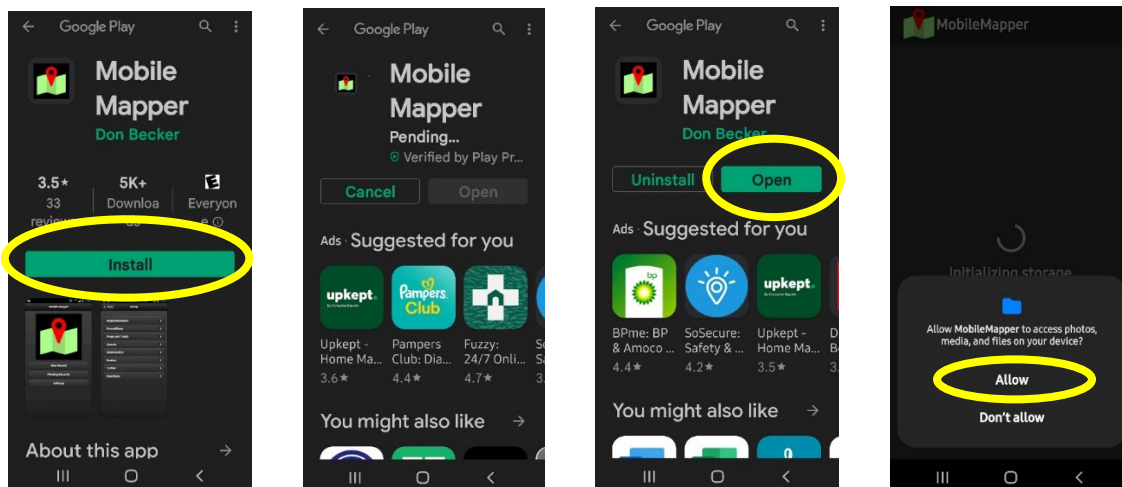 Google Play
Mobile
Mapper
Don Becker
3.5★
5K+
33
Downloa
Everyon
reviews
e
Install
About this app
Google Play
Mobile
Mapper
Pending...
Verified by Play Pr...
Cancel
Open
Ads · Suggested for you
upkept.
Pampers
Club
Upkept -
Home Ma...
3.6★
Pampers
Club: Dia...
4.4★
Fuzzy:
24/7 Onli...
4.7★
You might also like
Google Play
Mobile
Mapper
Don Becker
Uninstall
Open
Ads · Suggested for you
bp
upkept.
BPme: BP
& Amoco ...
4.4★
SoSecure:
Safety & ...
4.2★
Upkept -
Home Ma...
3.5★
You might also like
MobileMapper
Initializing storage
Allow MobileMapper to access photos,
media, and files on your device?
Allow
Don't allow